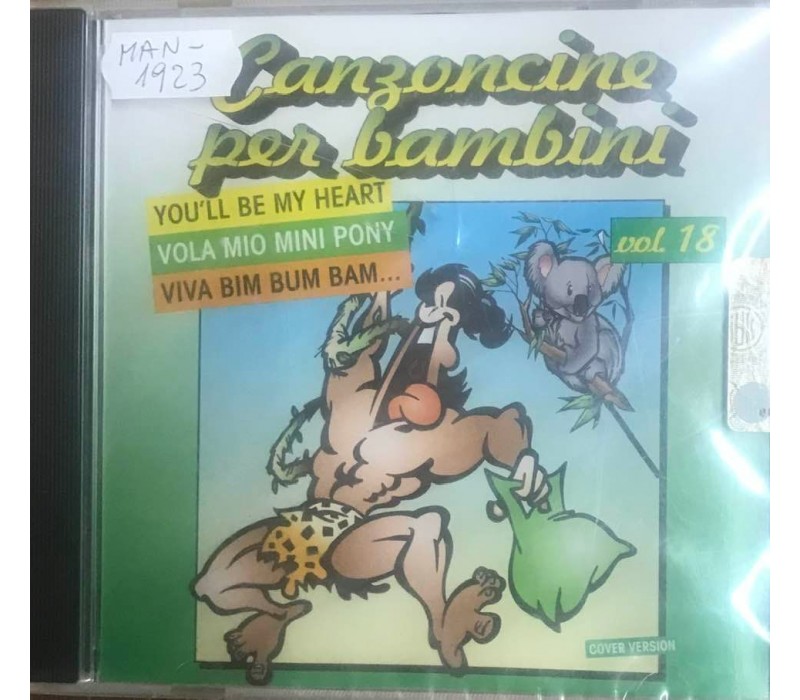 MAN-
1923
Canzoncine
per bambini
YOU'LL BE MY HEART
VOLA MIO MINI PONY
VIVA BIM BUM BAM...
vol. 18
COVER VERSION